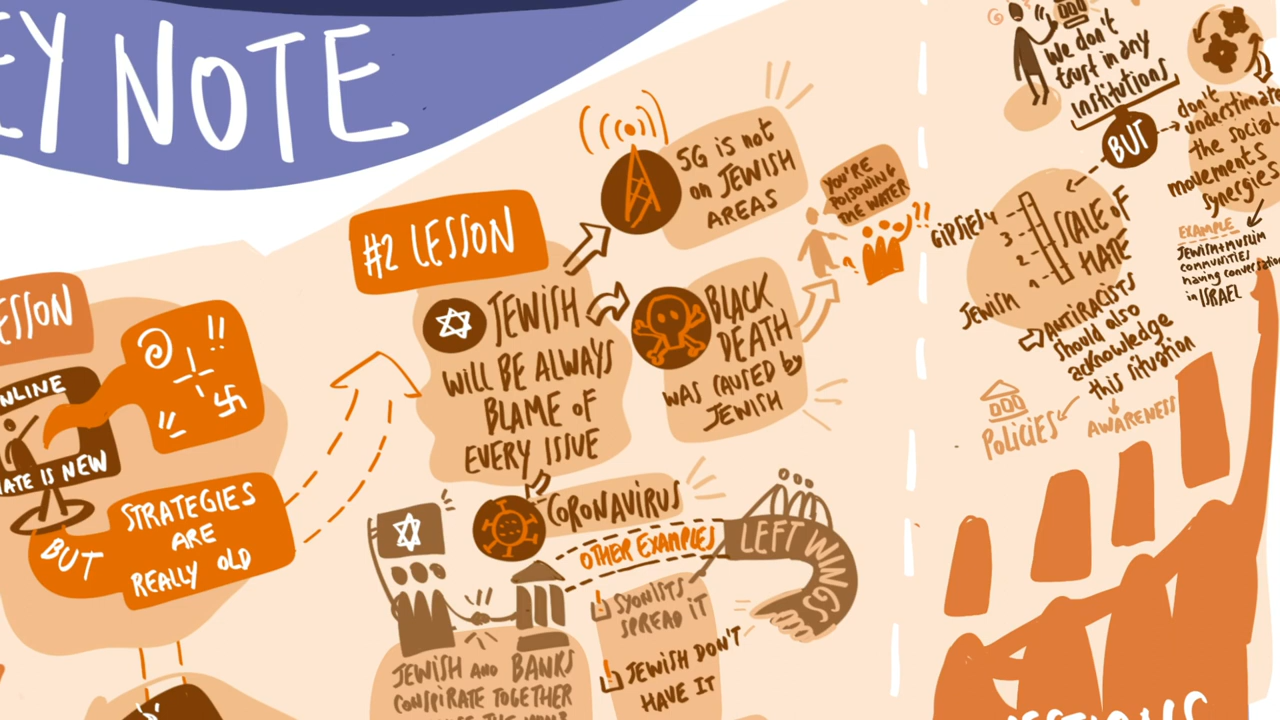 EY NOTE
ESSON
NLINE
ATE IS NEW
BUT
STRATEGIES
ARE
REALLY OLD
#2 LESSON
JEWISH
WILL BE ALWAYS
BLAME OF
EVERY ISSUE
5G is not
on JEWISH
AREAS
BLACK
DEATH
WAS CAUSED by
JEWISH
YOU'RE
POISONING
THE WATER
??
CORONAVIRUS
OTHER EXAMPLES
LEFT WINGS
SYONISTS
SPREAD iT
JEWISH DON'T
HAVE IT
JEWISH AND BANKS
CONSPIRATE TOGETHER
We don't
trust in any
institutions
BUT
don't
underestimate
the social
movements
synergies
EXAMPLE
JEWISH+MUSLIM
COMMUNITIES
having conversation
in ISRAEL
GIPSIES 4
3
2
JEWISH 1
SCALE OF
HATE
ANTIRACISTS
should also
acknowledge
this situation
POLICIES
AWARENESS